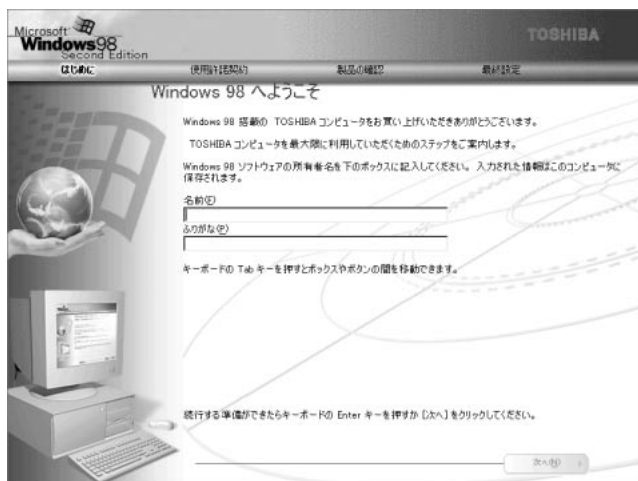 Microsoft
Windows98
Second Edition
TOSHIBA
はじめに 使用許諾契約 製品の確認 最終設定
Windows 98 へようこそ
Windows 98 搭載の TOSHIBA コンピュータをお買い上げいただきありがとうございます。
TOSHIBA コンピュータを最大限に利用していただくためのステップをご案内します。
Windows 98 ソフトウェアの所有者名を下のボックスに記入してください。 入力された情報はこのコンピュータに
保存されます。
名前(F)
ふりがな(P)
キーボードの Tab キーを押すとボックスやボタンの間を移動できます。
続行する準備ができたらキーボードの Enter キーを押すか [次へ] をクリックしてください。
次へ(N)